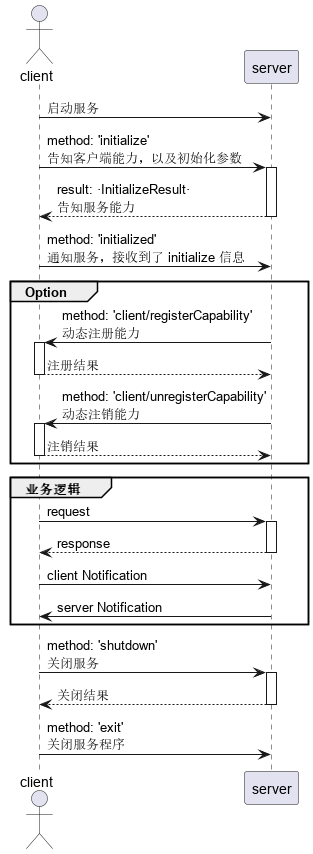 client
server
启动服务
method: 'initialize'
告知客户端能力，以及初始化参数
result: ·InitializeResult·
告知服务能力
method: 'initialized'
通知服务，接收到了 initialize 信息
Option
method: 'client/registerCapability'
动态注册能力
注册结果
method: 'client/unregisterCapability'
动态注销能力
注销结果
业务逻辑
request
response
client Notification
server Notification
method: 'shutdown'
关闭服务
关闭结果
method: 'exit'
关闭服务程序
client
server